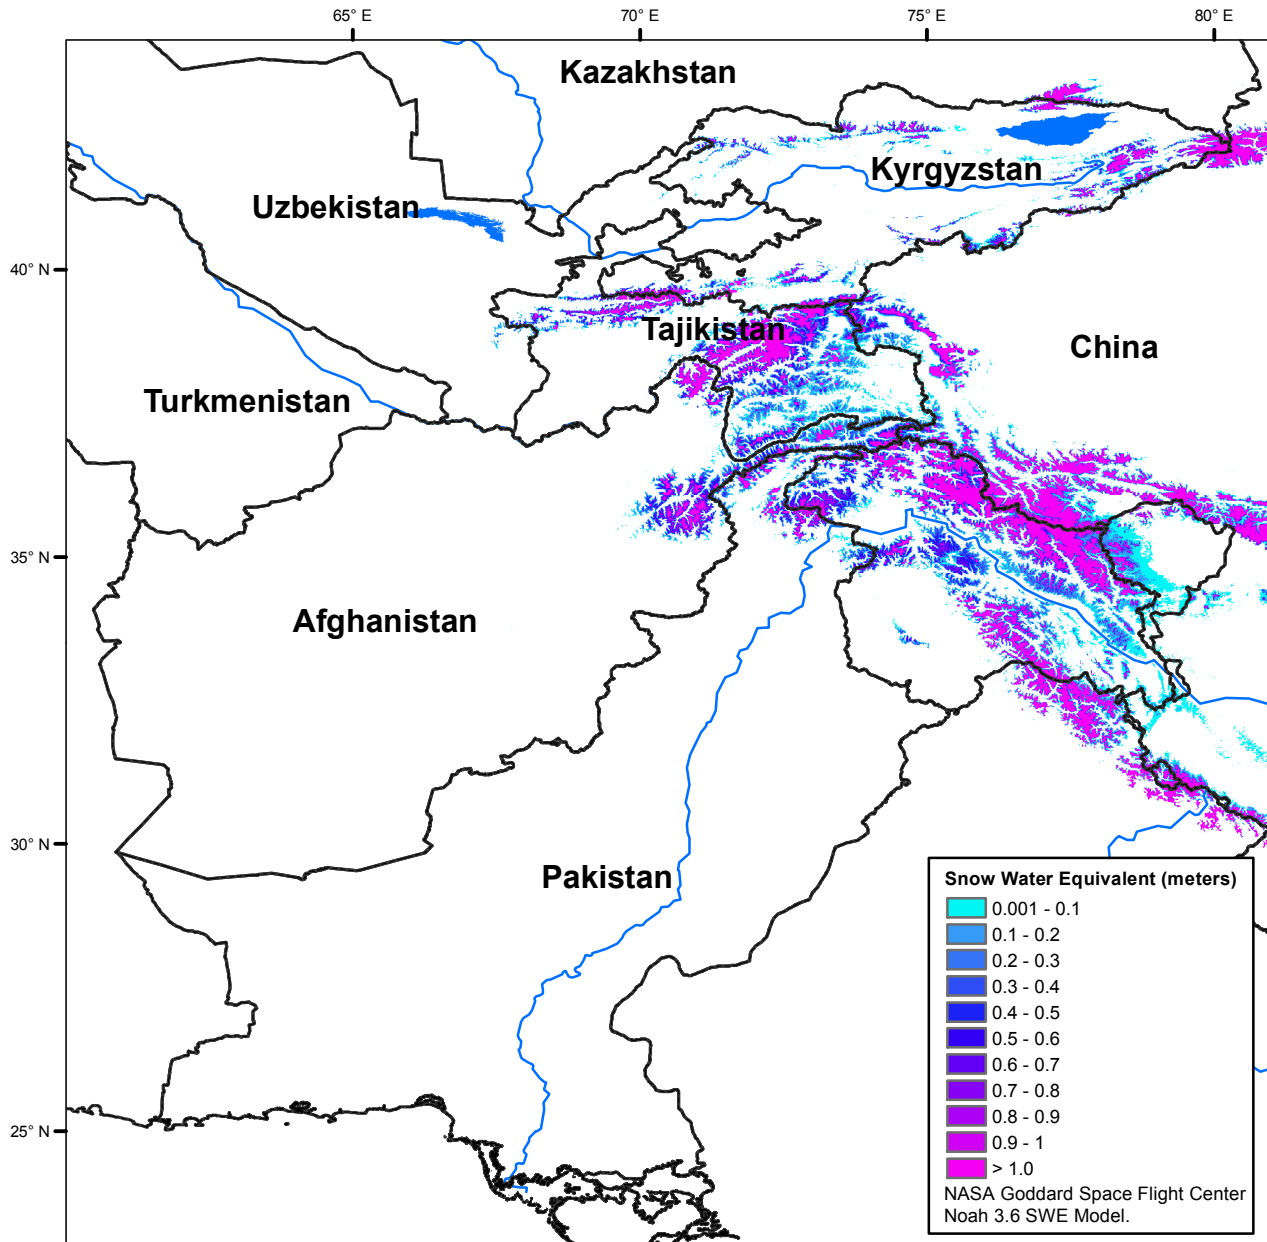 65° E
70° E
75° E
80° E
Kazakhstan
Kyrgyzstan
Uzbekistan
40° N
Tajikistan
China
Turkmenistan
35° N
Afghanistan
30° N
Pakistan
25° N
Snow Water Equivalent (meters)
0.001 - 0.1
0.1 - 0.2
0.2 - 0.3
0.3 - 0.4
0.4 - 0.5
0.5 - 0.6
0.6 - 0.7
0.7 - 0.8
0.8 - 0.9
0.9 - 1
> 1.0
NASA Goddard Space Flight Center
Noah 3.6 SWE Model.